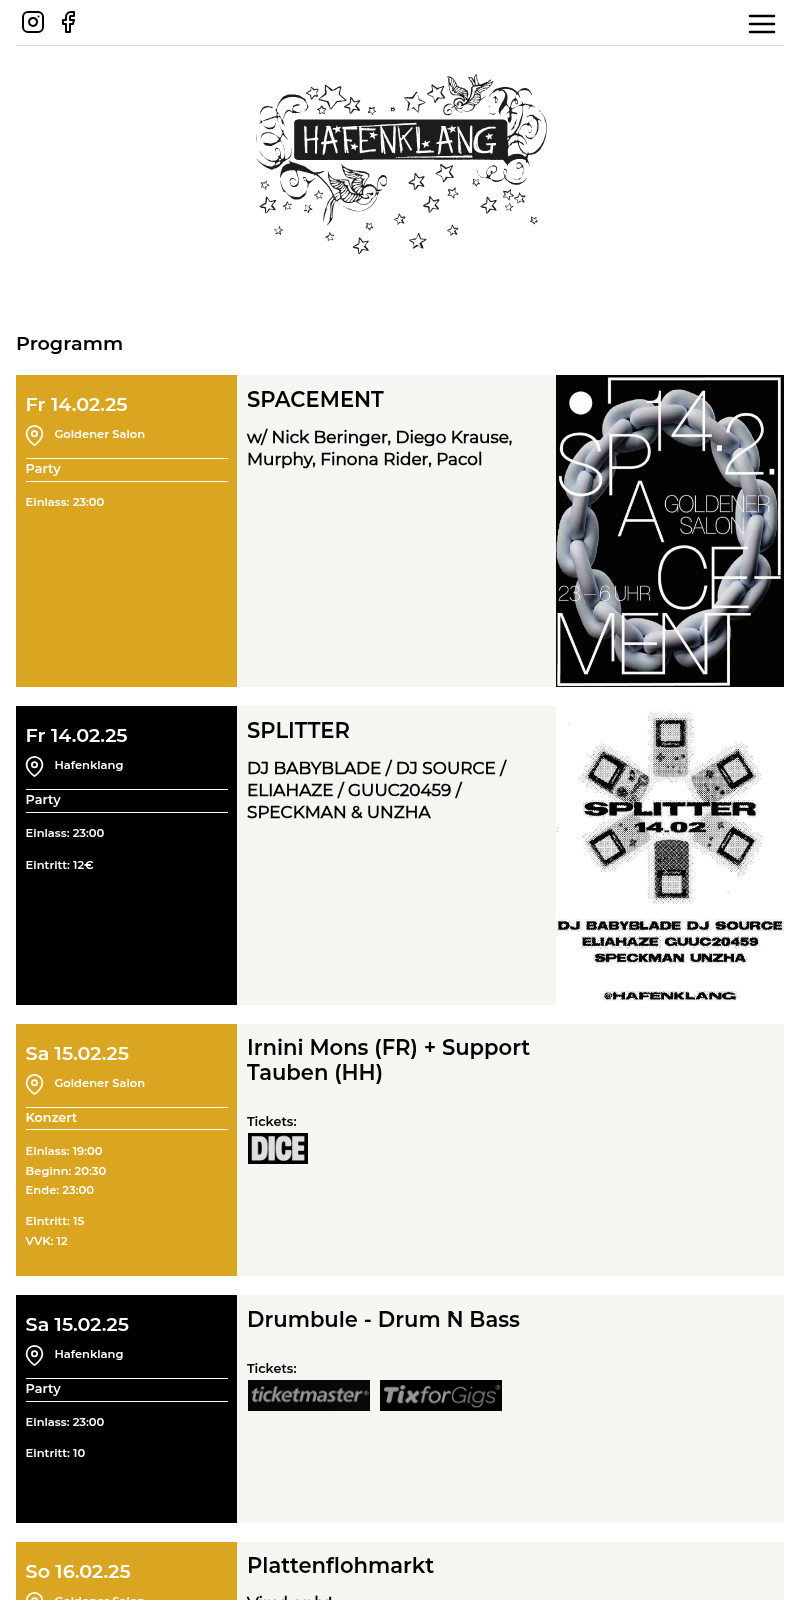 HAFENKLANG
Programm
Fr 14.02.25
Goldener Salon
Party
Einlass: 23:00
SPACEMENT
w/ Nick Beringer, Diego Krause,
Murphy, Finona Rider, Pacol
14.2.
SP
A
GOLDENER
SALON
CE
23–6 UHR
MENT
Fr 14.02.25
Hafenklang
Party
Einlass: 23:00
Eintritt: 12€
SPLITTER
DJ BABYBLADE / DJ SOURCE /
ELIAHAZE / GUUC20459 /
SPECKMAN & UNZHA
SPLITTER
14.02
DJ BABYBLADE DJ SOURCE
ELIAHAZE GUUC20459
SPECKMAN UNZHA
@HAFENKLANG
Sa 15.02.25
Goldener Salon
Konzert
Einlass: 19:00
Beginn: 20:30
Ende: 23:00
Eintritt: 15
VVK: 12
Irnini Mons (FR) + Support
Tauben (HH)
Tickets:
DICE
Sa 15.02.25
Hafenklang
Party
Einlass: 23:00
Eintritt: 10
Drumbule - Drum N Bass
Tickets:
ticketmaster®
TixforGigs®
So 16.02.25
Goldener Salon
Plattenflohmarkt